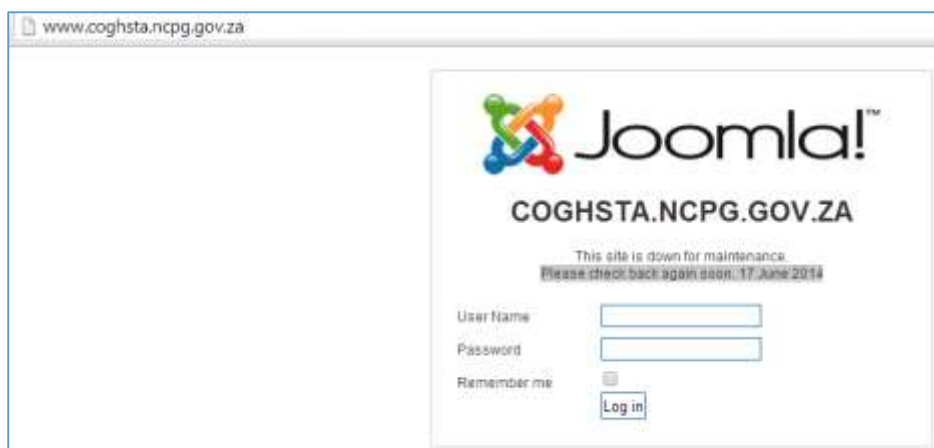 www.coghsta.ncpg.gov.za
Joomla!™
COGHSTA.NCPG.GOV.ZA
This site is down for maintenance.
Please check back again soon. 17 June 2014
User Name
Password
Remember me
Log in